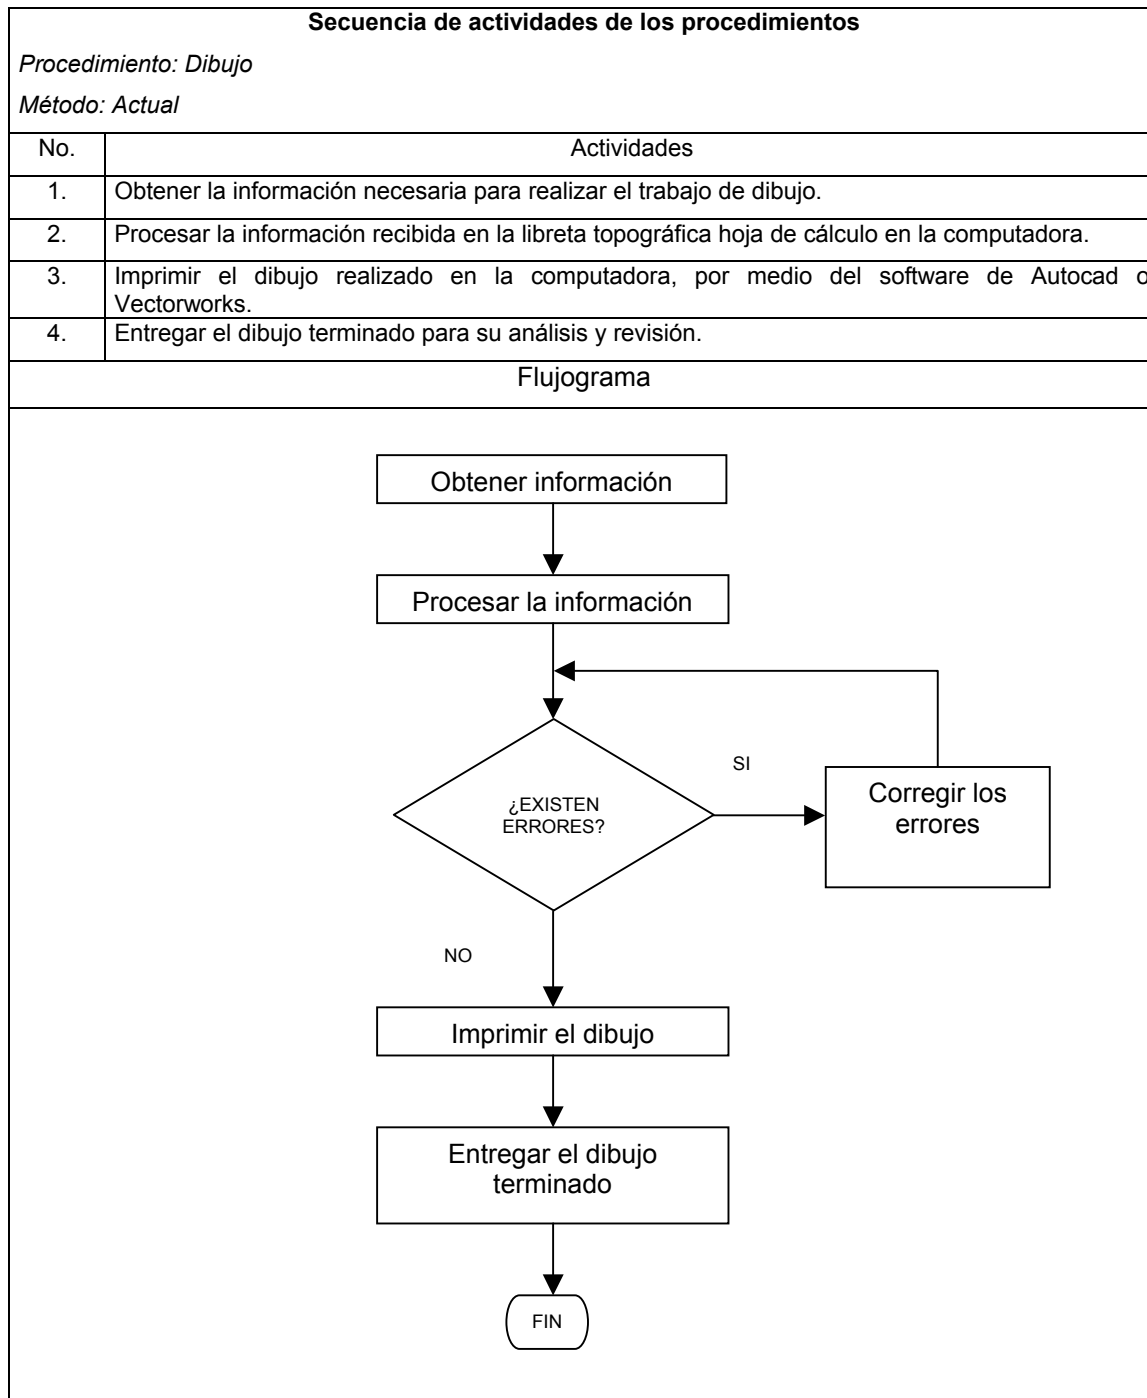 Secuencia de actividades de los procedimientos
Procedimiento: Dibujo
Método: Actual
No. Actividades
1. Obtener la información necesaria para realizar el trabajo de dibujo.
2. Procesar la información recibida en la libreta topográfica hoja de cálculo en la computadora.
3. Imprimir el dibujo realizado en la computadora, por medio del software de Autocad o
Vectorworks.
4. Entregar el dibujo terminado para su análisis y revisión.
Flujograma
Obtener información
Procesar la información
¿EXISTEN
ERRORES?
SI
Corregir los
errores
NO
Imprimir el dibujo
Entregar el dibujo
terminado
FIN